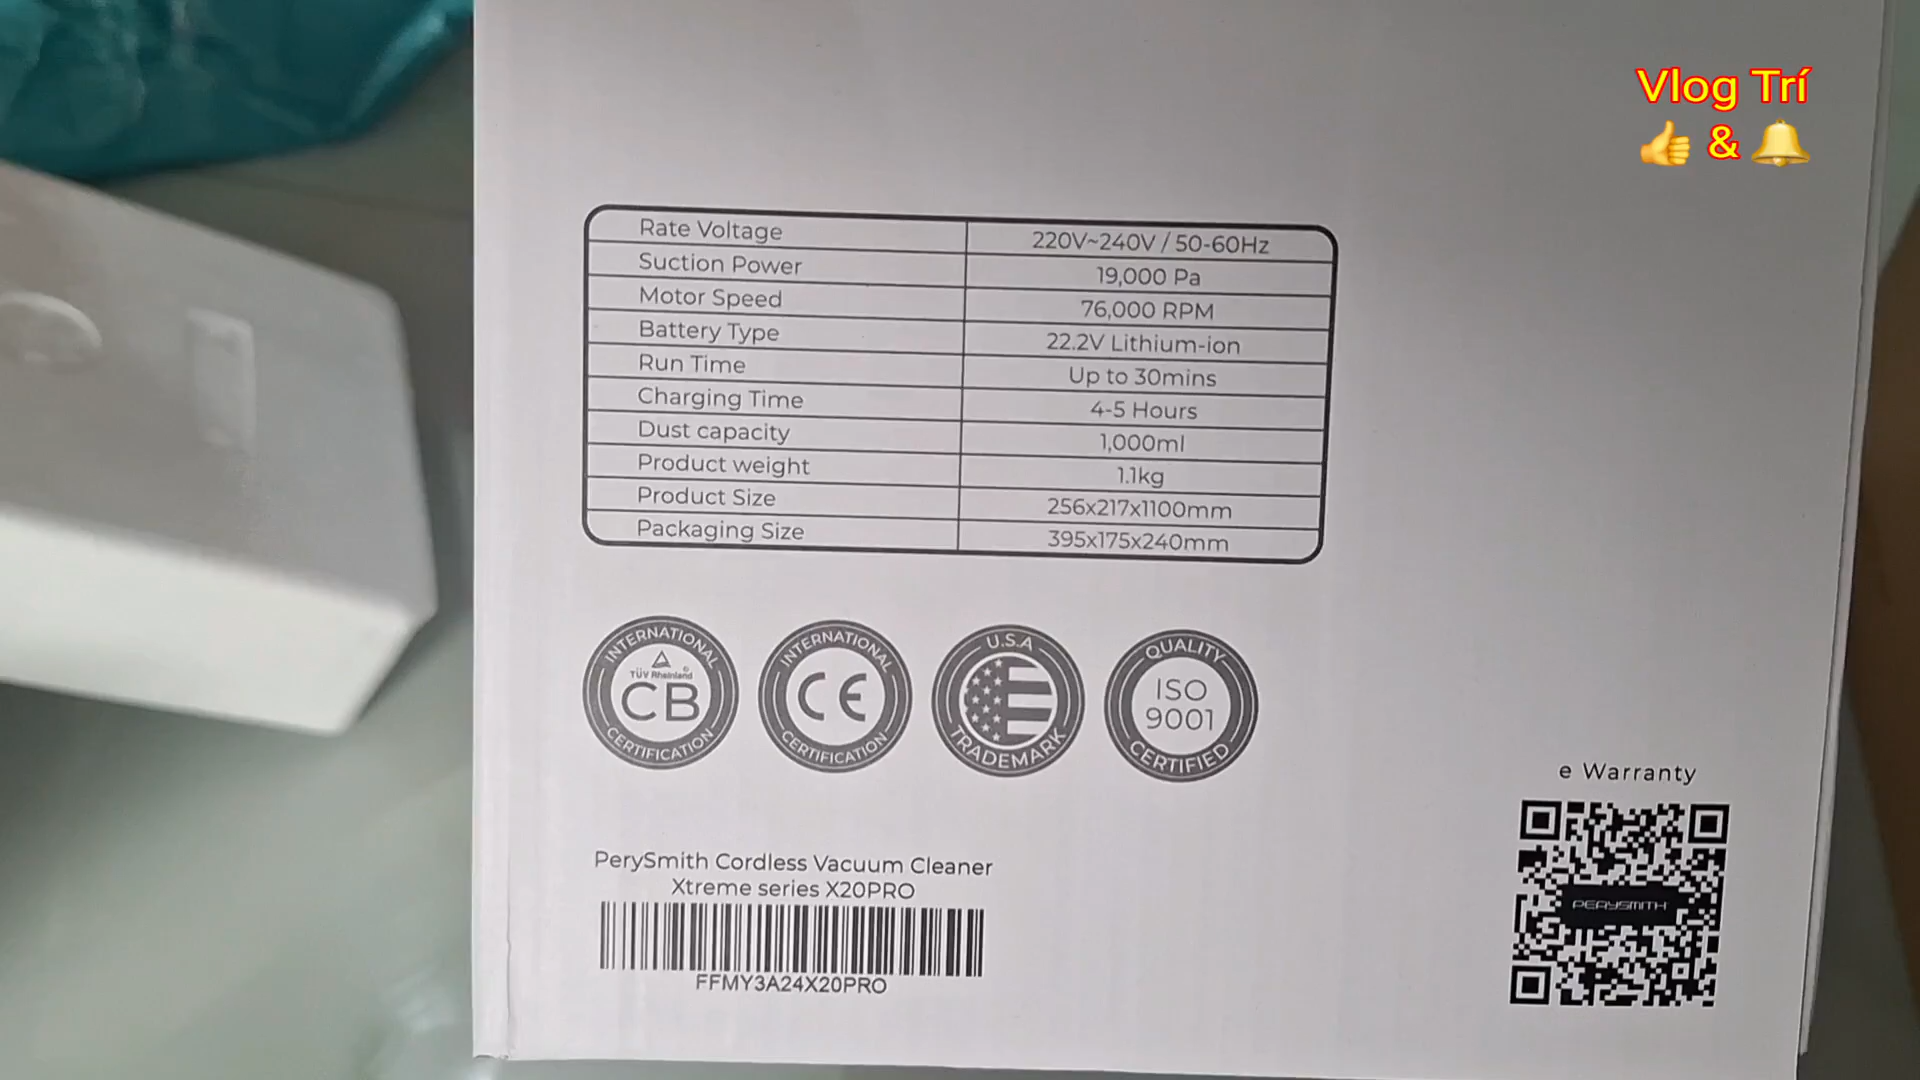 Vlog Trí
👍 & 🔔
Rate Voltage 220V~240V / 50-60Hz
Suction Power 19,000 Pa
Motor Speed 76,000 RPM
Battery Type 22.2V Lithium-ion
Run Time Up to 30mins
Charging Time 4-5 Hours
Dust capacity 1,000ml
Product weight 1.1kg
Product Size 256x217x1100mm
Packaging Size 395x175x240mm
INTERNATIONAL
TÜV Rheinland
CB
CERTIFICATION
INTERNATIONAL
CE
CERTIFICATION
U.S.A
TRADEMARK
QUALITY
ISO
9001
CERTIFIED
e Warranty
PERYSMITH
PerySmith Cordless Vacuum Cleaner
Xtreme series X20PRO
FFMY3A24X20PRO